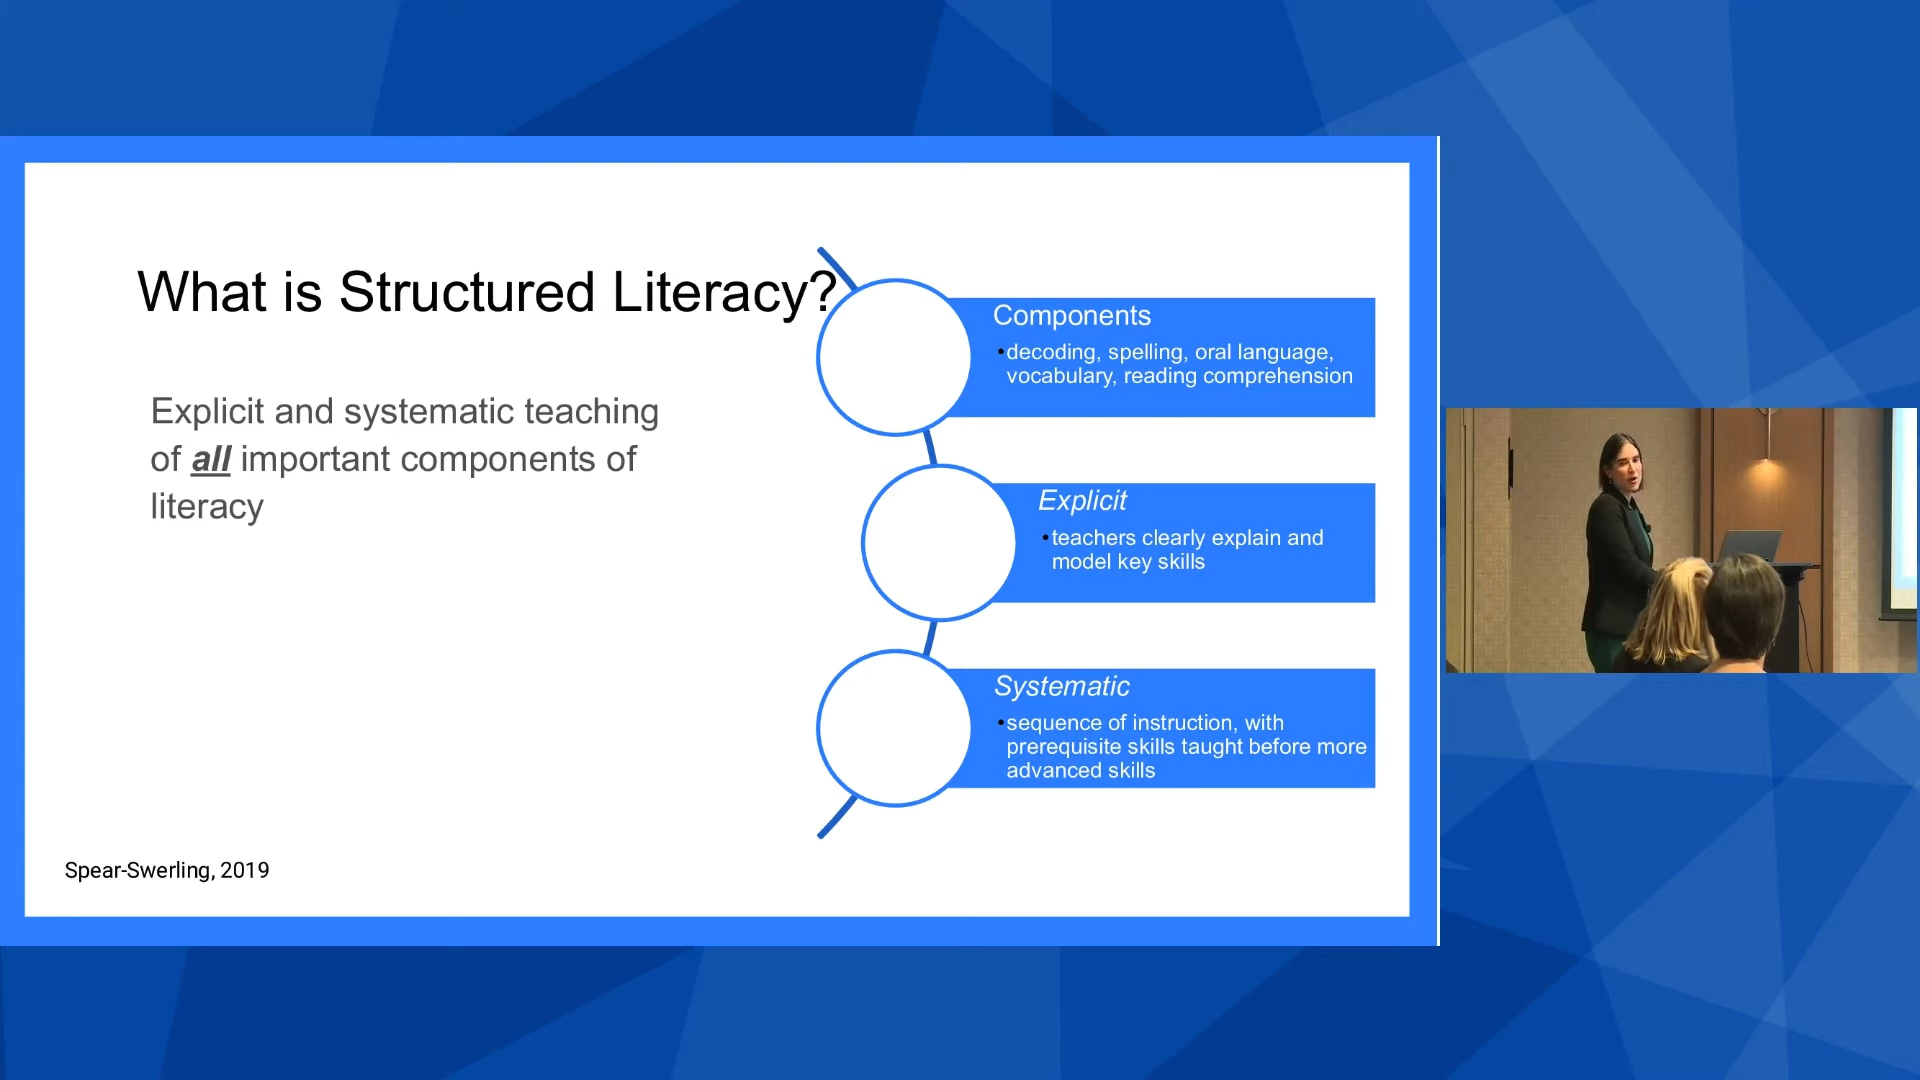 What is Structured Literacy?
Explicit and systematic teaching
of all important components of
literacy
Components
•decoding, spelling, oral language,
vocabulary, reading comprehension
Explicit
•teachers clearly explain and
model key skills
Systematic
•sequence of instruction, with
prerequisite skills taught before more
advanced skills
Spear-Swerling, 2019